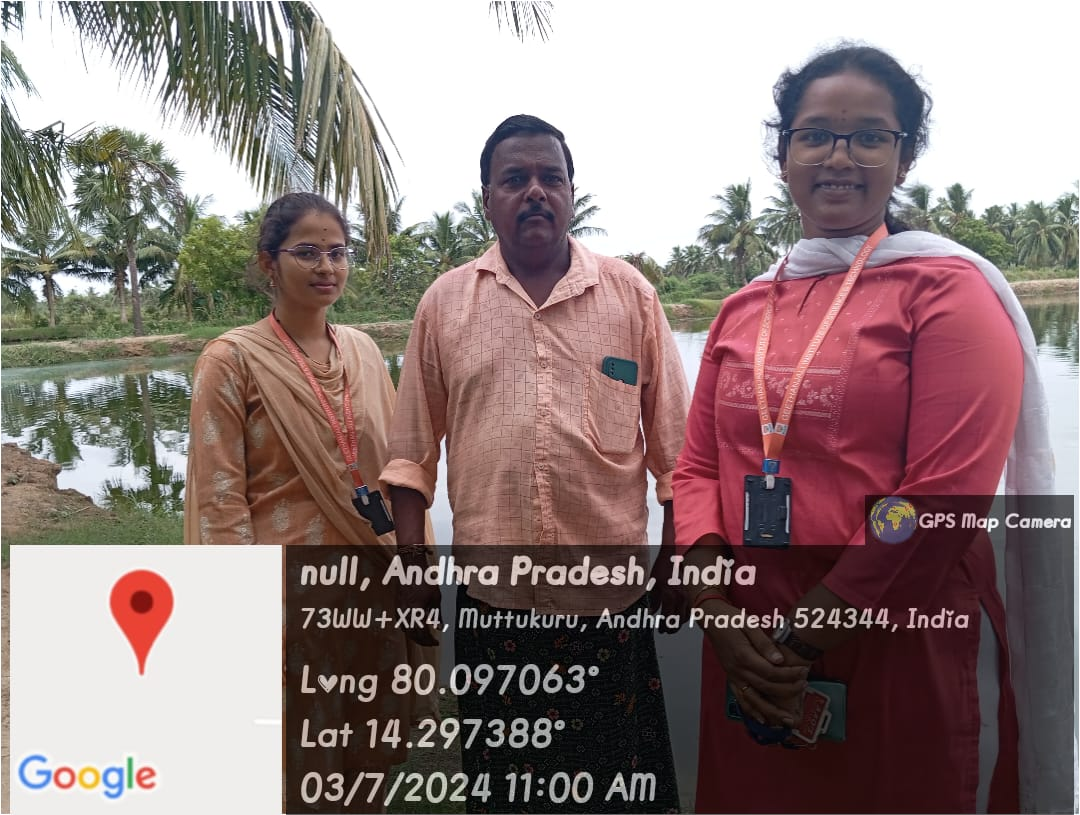 GPS Map Camera
null, Andhra Pradesh, India
73WW+XR4, Muttukuru, Andhra Pradesh 524344, India
Long 80.097063°
Lat 14.297388°
03/7/2024 11:00 AM
Google